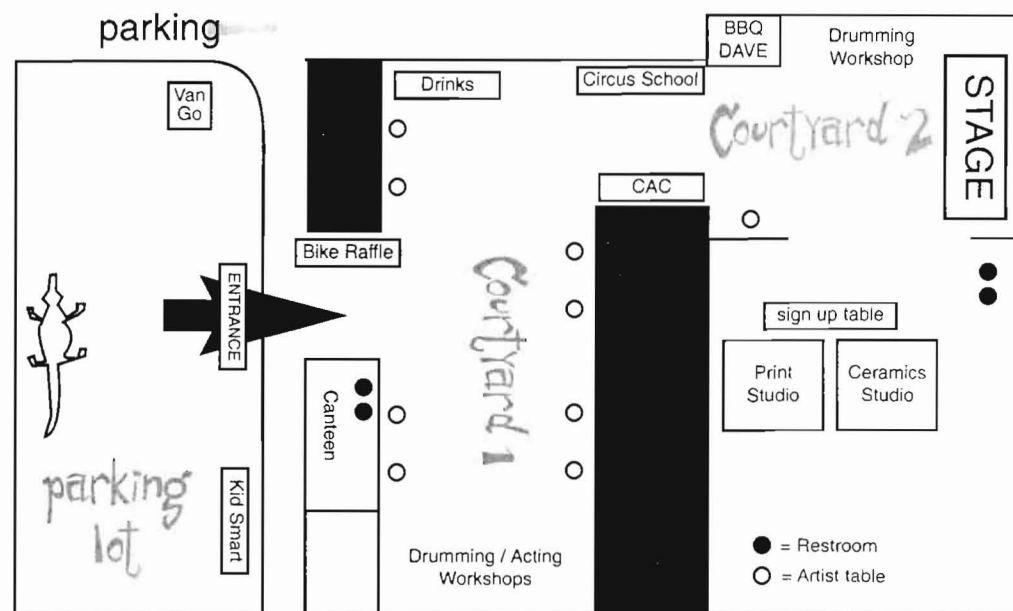 parking
Van
Go
Drinks
Circus School
BBQ
DAVE
Drumming
Workshop
STAGE
Courtyard 2
CAC
Bike Raffle
ENTRANCE
Courtyard 1
sign up table
Print
Studio
Ceramics
Studio
Canteen
parking
lot
Kid Smart
Drumming / Acting
Workshops
= Restroom
= Artist table